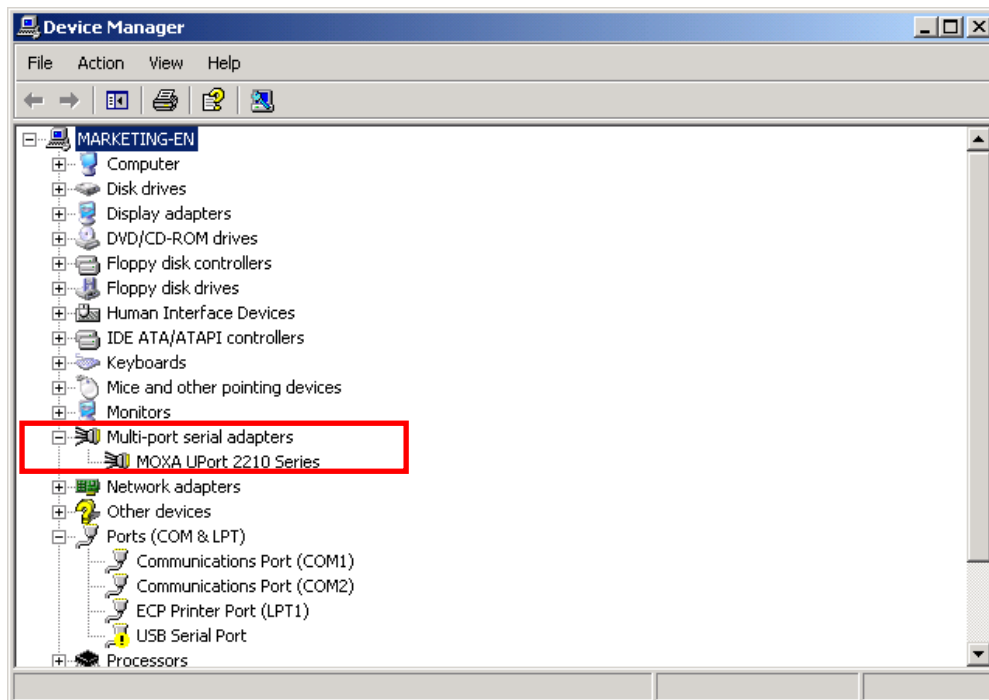 Device Manager
File Action View Help
MARKETING-EN
Computer
Disk drives
Display adapters
DVD/CD-ROM drives
Floppy disk controllers
Floppy disk drives
Human Interface Devices
IDE ATA/ATAPI controllers
Keyboards
Mice and other pointing devices
Monitors
Multi-port serial adapters
MOXA UPort 2210 Series
Network adapters
Other devices
Ports (COM & LPT)
Communications Port (COM1)
Communications Port (COM2)
ECP Printer Port (LPT1)
USB Serial Port
Processors